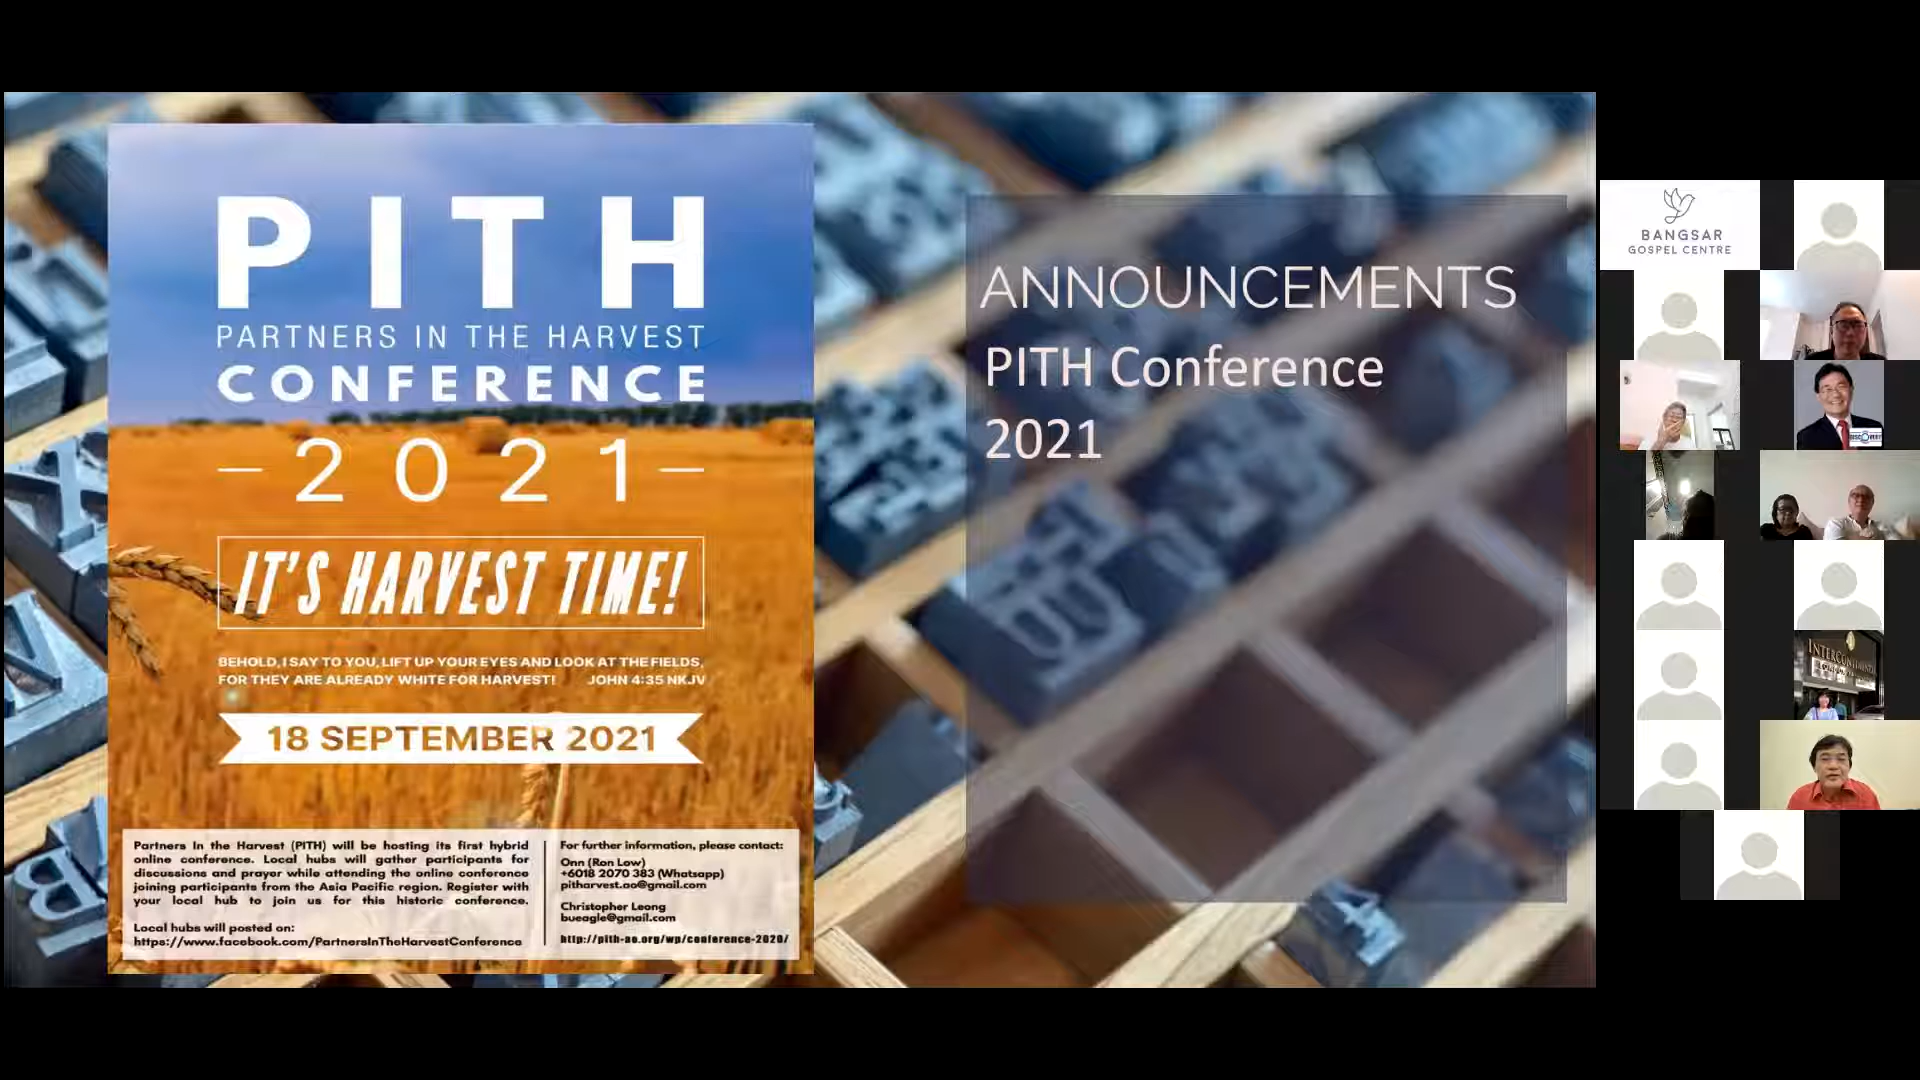 PITH
PARTNERS IN THE HARVEST
CONFERENCE
2021
IT'S HARVEST TIME!
BEHOLD, I SAY TO YOU, LIFT UP YOUR EYES AND LOOK AT THE FIELDS,
FOR THEY ARE ALREADY WHITE FOR HARVEST! JOHN 4:35 NKJV
18 SEPTEMBER 2021
Partners In the Harvest (PITH) will be hosting its first hybrid
online conference. Local hubs will gather participants for
discussions and prayer while attending the online conference
joining participants from the Asia Pacific region. Register with
your local hub to join us for this historic conference.
Local hubs will posted on:
https://www.facebook.com/PartnersInTheHarvestConference
For further information, please contact:
Onn (Ron Low)
+6018 2070 383 (Whatsapp)
pitharvest.ao@gmail.com
Christopher Leong
bueagle@gmail.com
http://pith-ao.org/wp/conference-2020/
ANNOUNCEMENTS
PITH Conference
2021
BANGSAR
GOSPEL CENTRE